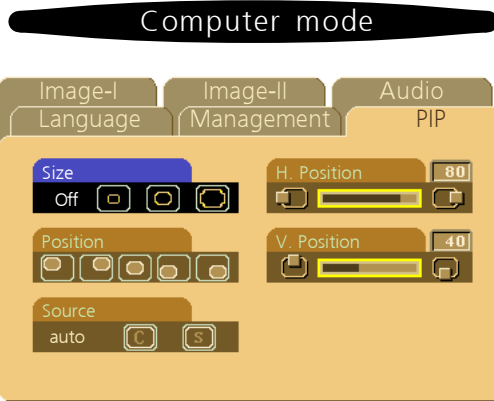 Computer mode
Image-I Image-II Audio
Language Management PIP
Size
Off
H. Position 80
Position
V. Position 40
Source
auto C S